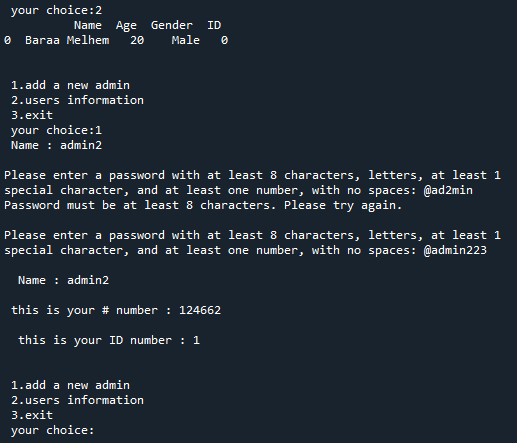 your choice:2
Name Age Gender ID
0 Baraa Melhem 20 Male 0
1.add a new admin
2.users information
3.exit
your choice:1
Name : admin2
Please enter a password with at least 8 characters, letters, at least 1
special character, and at least one number, with no spaces: @ad2min
Password must be at least 8 characters. Please try again.
Please enter a password with at least 8 characters, letters, at least 1
special character, and at least one number, with no spaces: @admin223
Name : admin2
this is your # number : 124662
this is your ID number : 1
1.add a new admin
2.users information
3.exit
your choice: